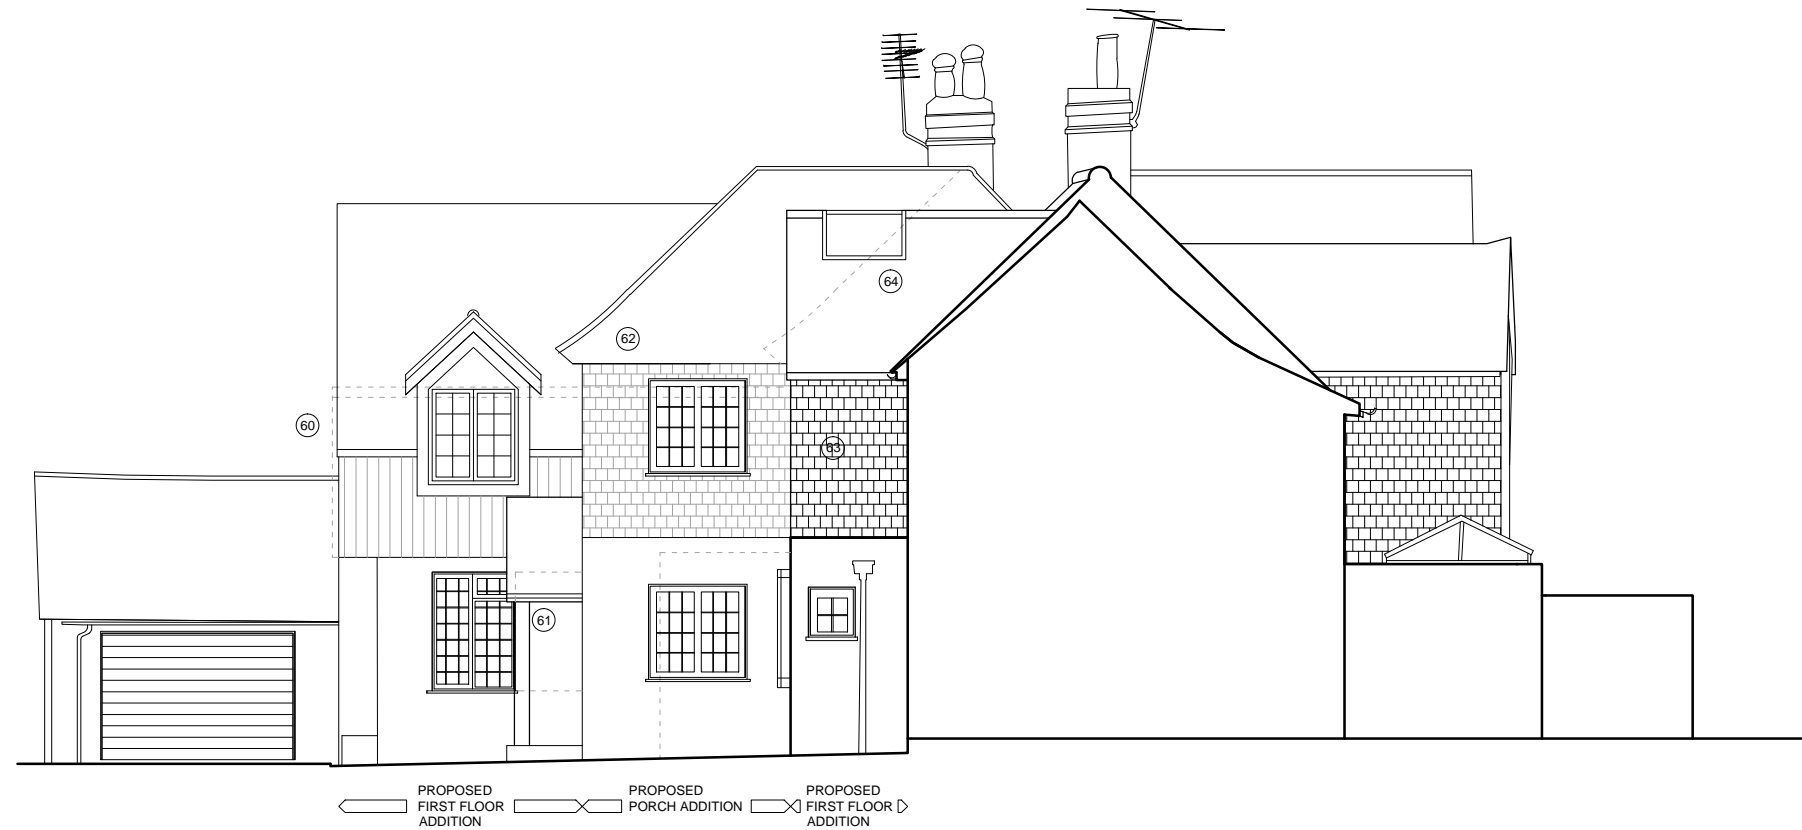 64
62
60
63
61
PROPOSED
FIRST FLOOR
ADDITION
PROPOSED
PORCH ADDITION
PROPOSED
FIRST FLOOR
ADDITION